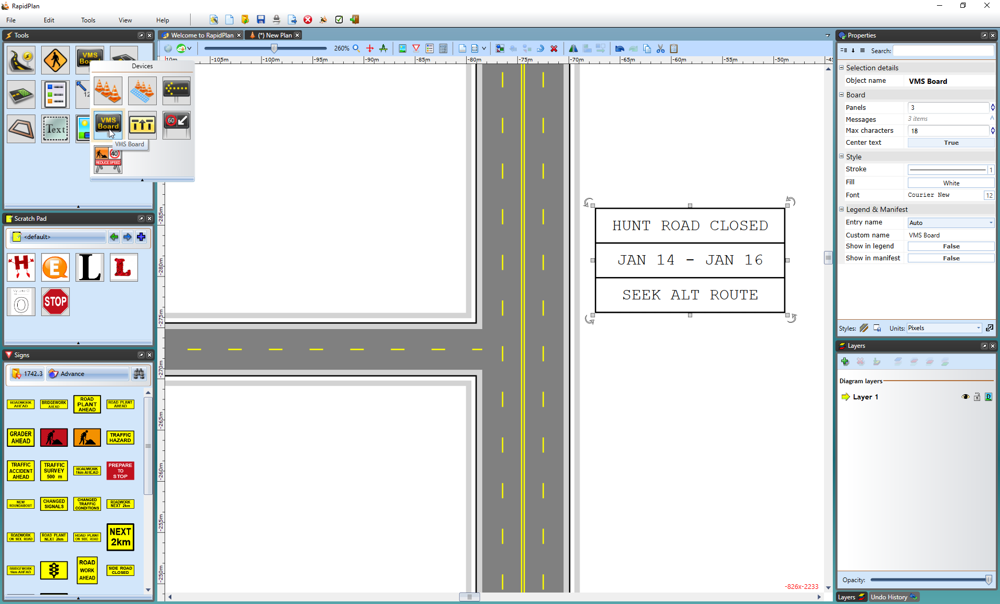 RapidPlan
File Edit Tools View Help
Tools
Welcome to RapidPlan
(*) New Plan
VMS
Devices
VMS Board
VMS Board
60
40
REDUCE SPEED
12
Text
260%
-105m -100m -95m -90m -85m -80m -75m -70m -65m -60m -55m -50m
-285m
-280m
-275m
-270m
-265m
-260m
-255m
-250m
HUNT ROAD CLOSED
JAN 14 - JAN 16
SEEK ALT ROUTE
-826x-2233
Scratch Pad
<default>
H E L L
O STOP
Signs
1742.3 Advance
ROADWORK AHEAD
BRIDGEWORK AHEAD
ROAD PLANT AHEAD
ROAD PLANT AHEAD
GRADER AHEAD
TRAFFIC HAZARD
TRAFFIC ACCIDENT AHEAD
TRAFFIC SURVEY 500 m
ROADWORK 1km AHEAD
PREPARE TO STOP
NEW ROUNDABOUT
CHANGED SIGNALS
CHANGED TRAFFIC CONDITIONS
ROADWORK NEXT 2km
ROADWORK ON SIDE ROAD
ROAD PLANT NEXT 2km
ROAD PLANT ON SIDE ROAD
NEXT 2km
BRIDGEWORK 1km AHEAD
ROAD WORK AHEAD
SIDE ROAD CLOSED
Properties
Search:
Selection details
Object name VMS Board
Board
Panels 3
Messages 3 items
Max characters 18
Center text True
Style
Stroke 1
Fill White
Font Courier New 12
Legend & Manifest
Entry name Auto
Custom name VMS Board
Show in legend False
Show in manifest False
Styles: Units: Pixels
Layers
Diagram layers
Layer 1
D
Opacity:
Layers Undo History